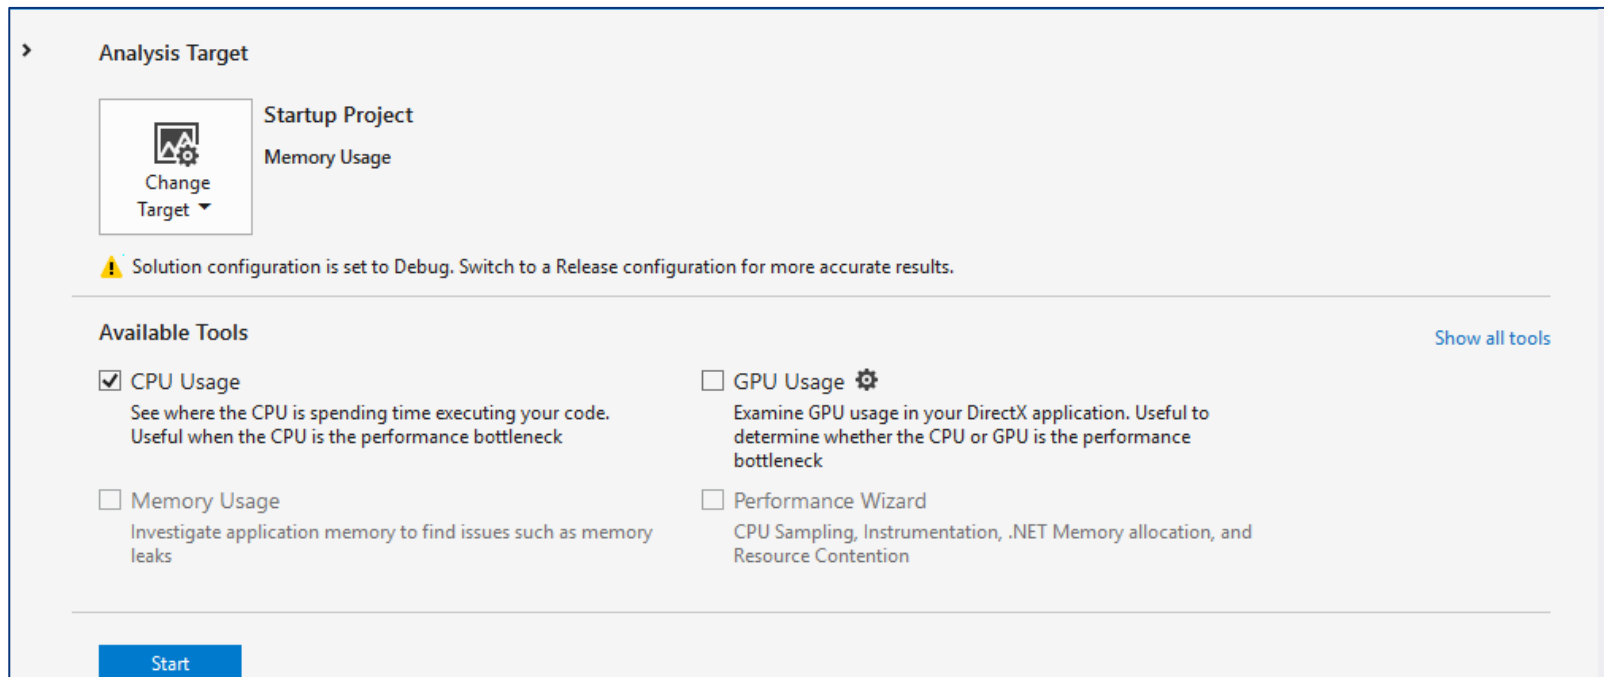 Analysis Target
Change
Target
Startup Project
Memory Usage
Solution configuration is set to Debug. Switch to a Release configuration for more accurate results.
Available Tools
Show all tools
CPU Usage
See where the CPU is spending time executing your code.
Useful when the CPU is the performance bottleneck
GPU Usage
Examine GPU usage in your DirectX application. Useful to
determine whether the CPU or GPU is the performance
bottleneck
Memory Usage
Investigate application memory to find issues such as memory
leaks
Performance Wizard
CPU Sampling, Instrumentation, .NET Memory allocation, and
Resource Contention
Start